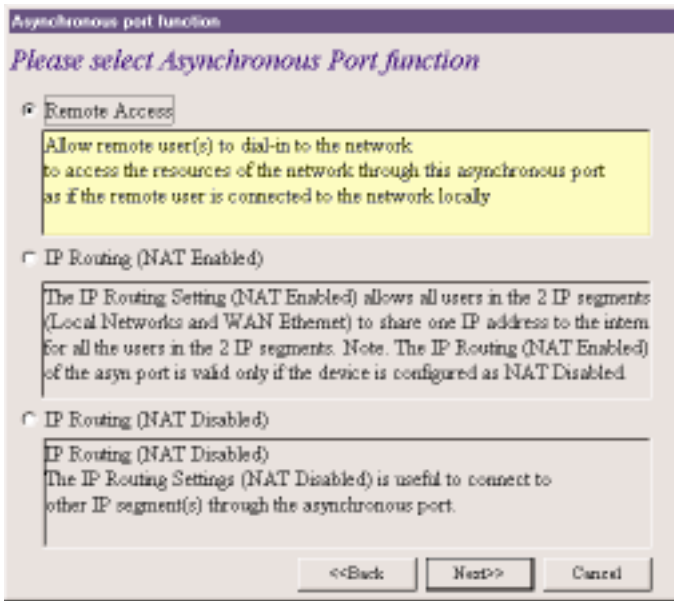 Asynchronous port function
Please select Asynchronous Port function
Remote Access
Allow remote user(s) to dial-in to the network
to access the resources of the network through this asynchronous port
as if the remote user is connected to the network locally
IP Routing (NAT Enabled)
The IP Routing Setting (NAT Enabled) allows all users in the 2 IP segments
(Local Networks and WAN Ethernet) to share one IP address to the intern
for all the users in the 2 IP segments. Note. The IP Routing (NAT Enabled)
of the asyn port is valid only if the device is configured as NAT Disabled
IP Routing (NAT Disabled)
IP Routing (NAT Disabled)
The IP Routing Settings (NAT Disabled) is useful to connect to
other IP segment(s) through the asynchronous port.
<<Back
Next>>
Cancel